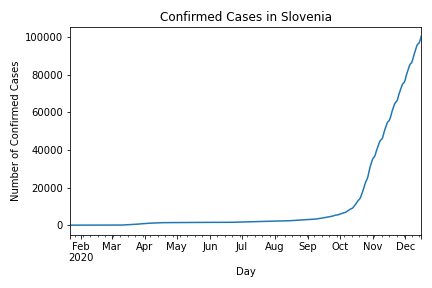 Confirmed Cases in Slovenia
100000
80000
60000
40000
20000
0
Number of Confirmed Cases
Feb Mar Apr May Jun Jul Aug Sep Oct Nov Dec
2020
Day